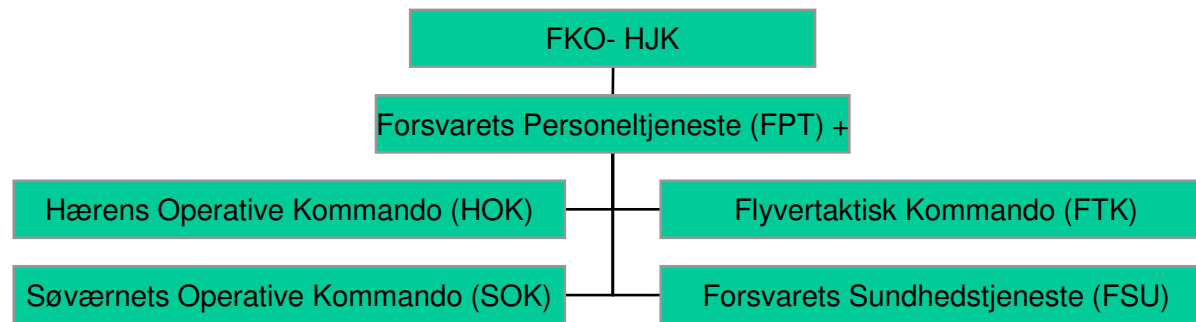 FKO- HJK
Forsvarets Personeltjeneste (FPT) +
Hærens Operative Kommando (HOK)
Flyvertaktisk Kommando (FTK)
Søværnets Operative Kommando (SOK)
Forsvarets Sundhedstjeneste (FSU)